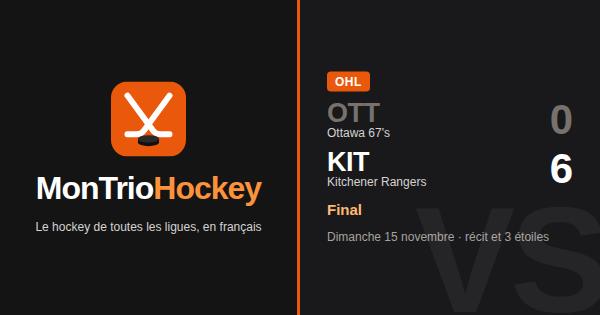 MonTrioHockey
Le hockey de toutes les ligues, en français
OHL
OTT 0
Ottawa 67's
KIT 6
Kitchener Rangers
Final
Dimanche 15 novembre · récit et 3 étoiles
VS